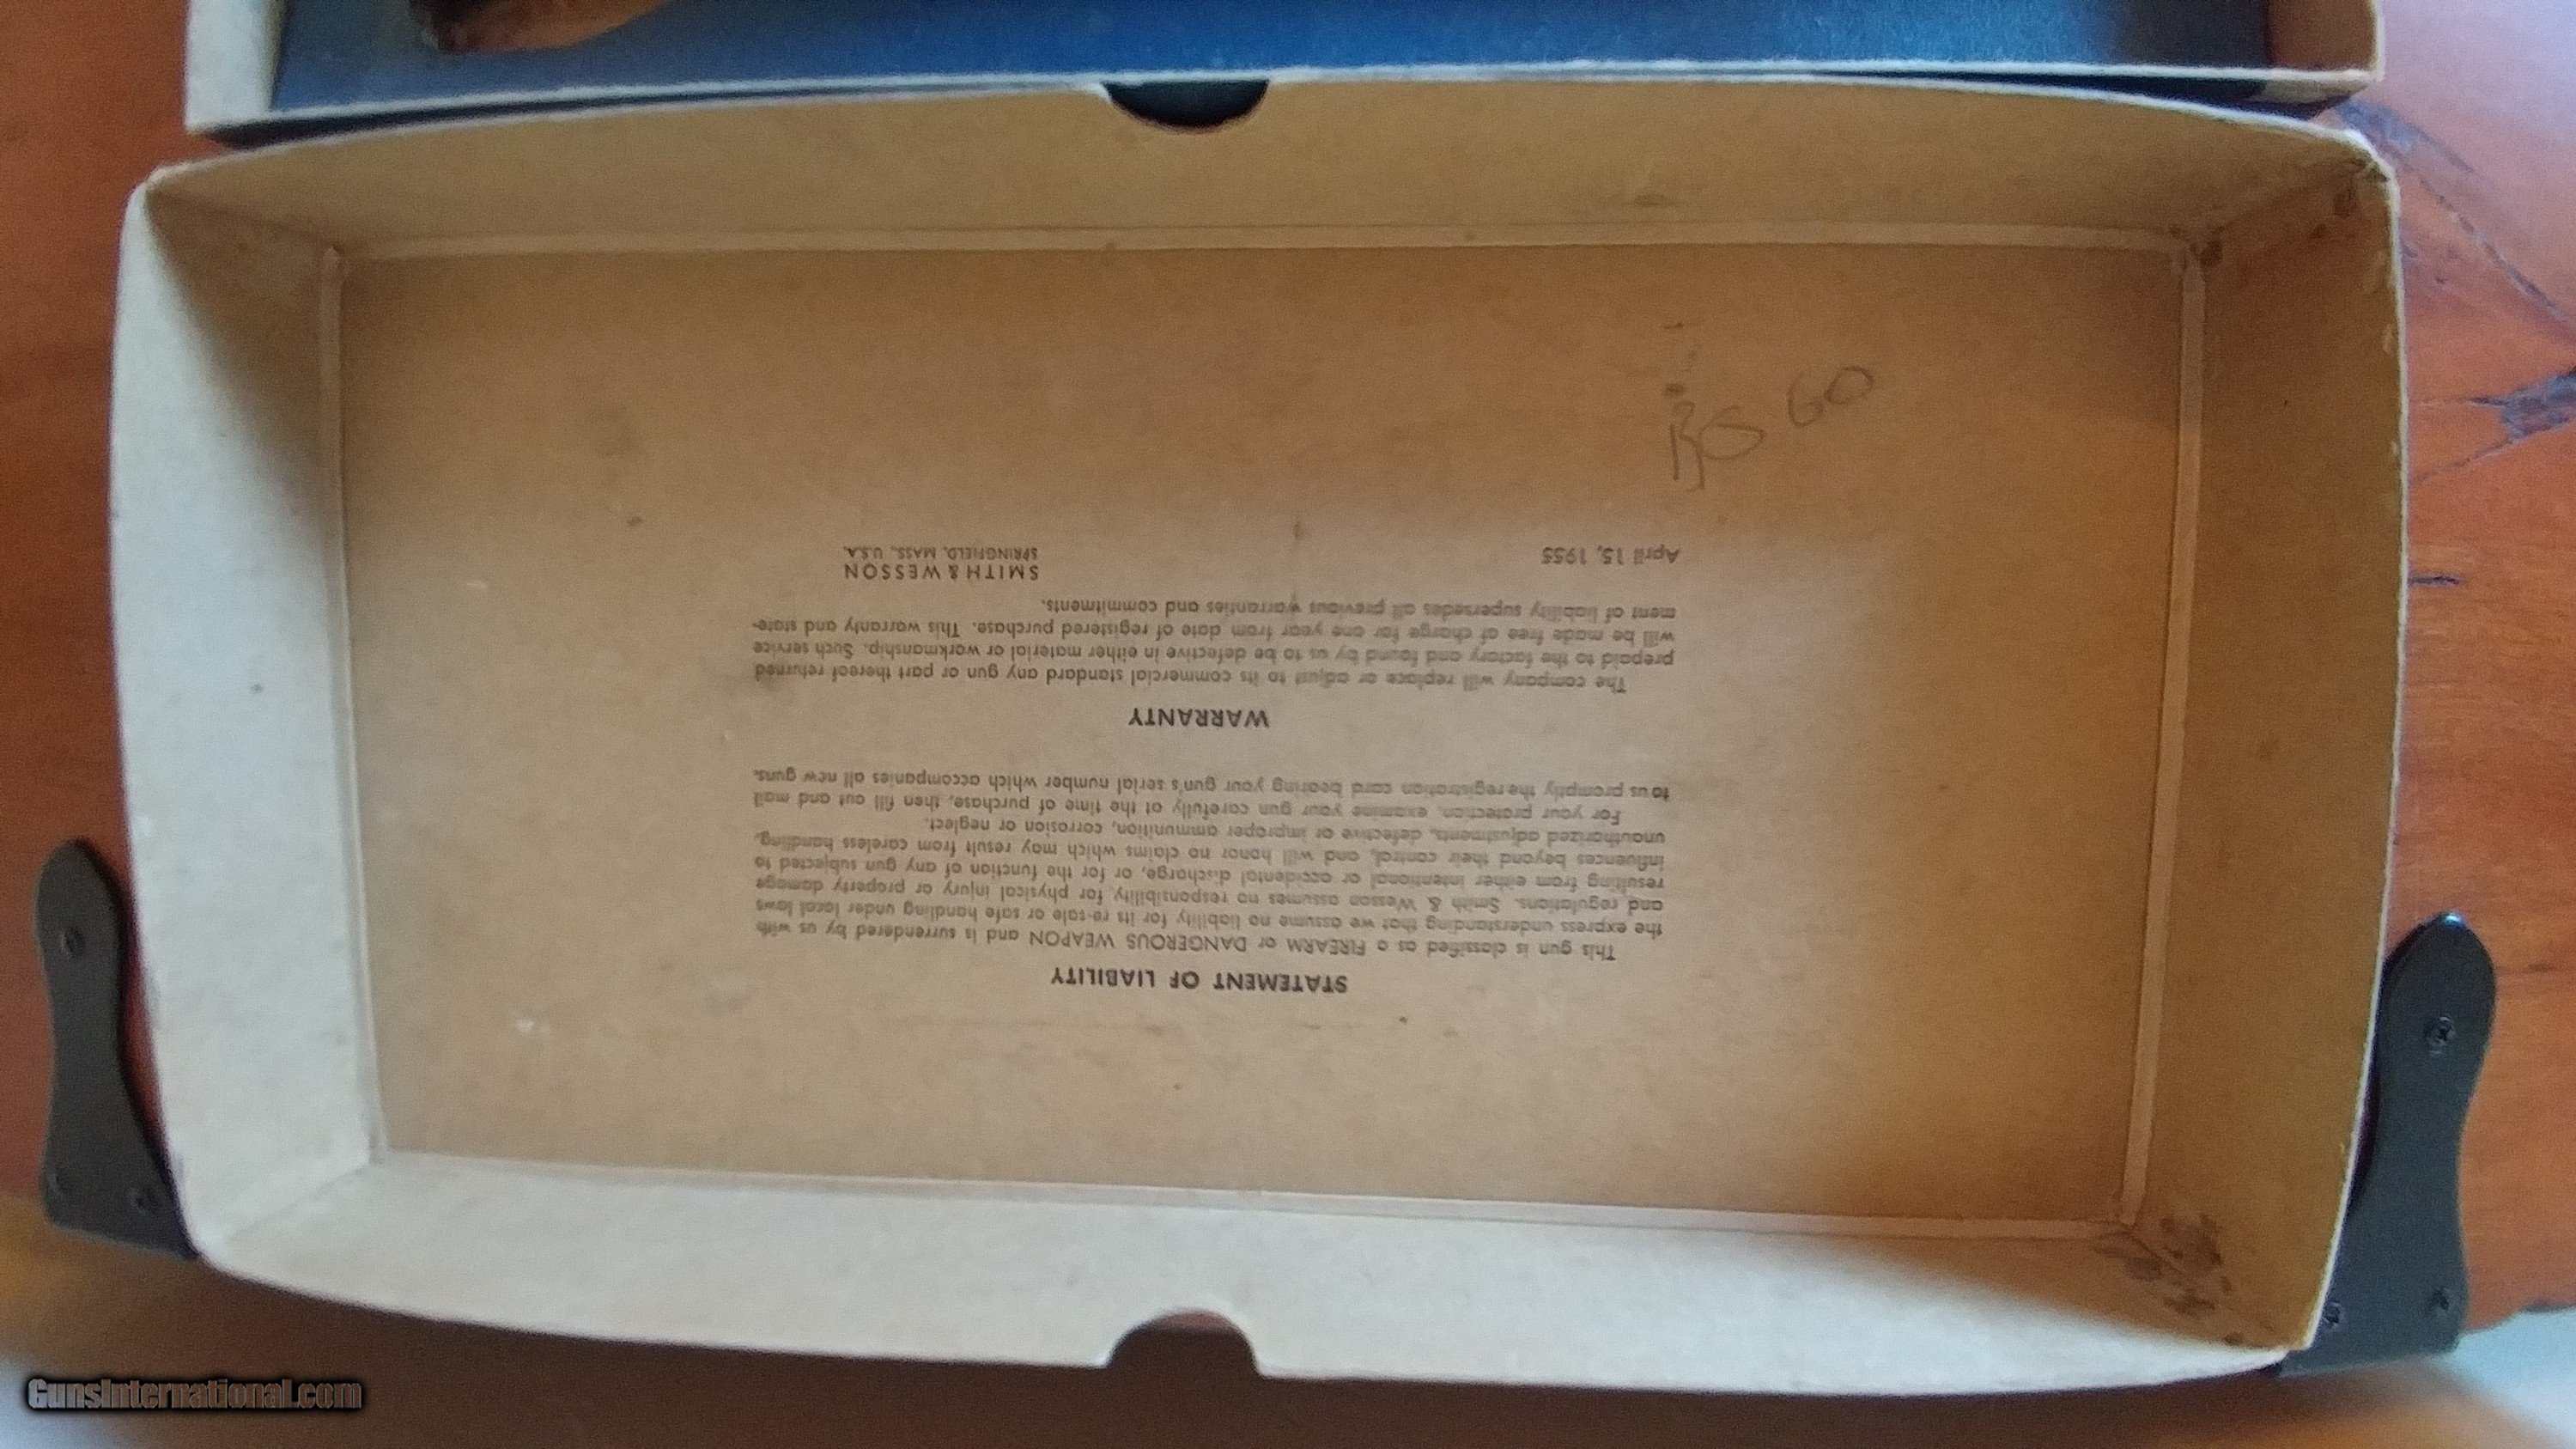 STATEMENT OF LIABILITY
This gun is classified as a FIREARM or DANGEROUS WEAPON and is surrendered by us with
the express understanding that we assume no liability for its re-sale or safe handling under local laws
and regulations. Smith & Wesson assumes no responsibility for physical injury or property damage
resulting from either intentional or accidental discharge, or for the function of any gun subjected to
influences beyond their control, and will honor no claims which may result from careless handling,
unauthorized adjustments, defective or improper ammunition, corrosion or neglect.
For your protection, examine your gun carefully at the time of purchase, then fill out and mail
to us promptly the registration card bearing your gun's serial number which accompanies all new guns.
WARRANTY
The company will replace or adjust to its commercial standard any gun or part thereof returned
prepaid to the factory and found by us to be defective in either material or workmanship. Such service
will be made free of charge for one year from date of registered purchase. This warranty and state-
ment of liability supersedes all previous warranties and commitments.
SMITH & WESSON
April 15, 1955 SPRINGFIELD, MASS., U.S.A.
60
GunsInternational.com